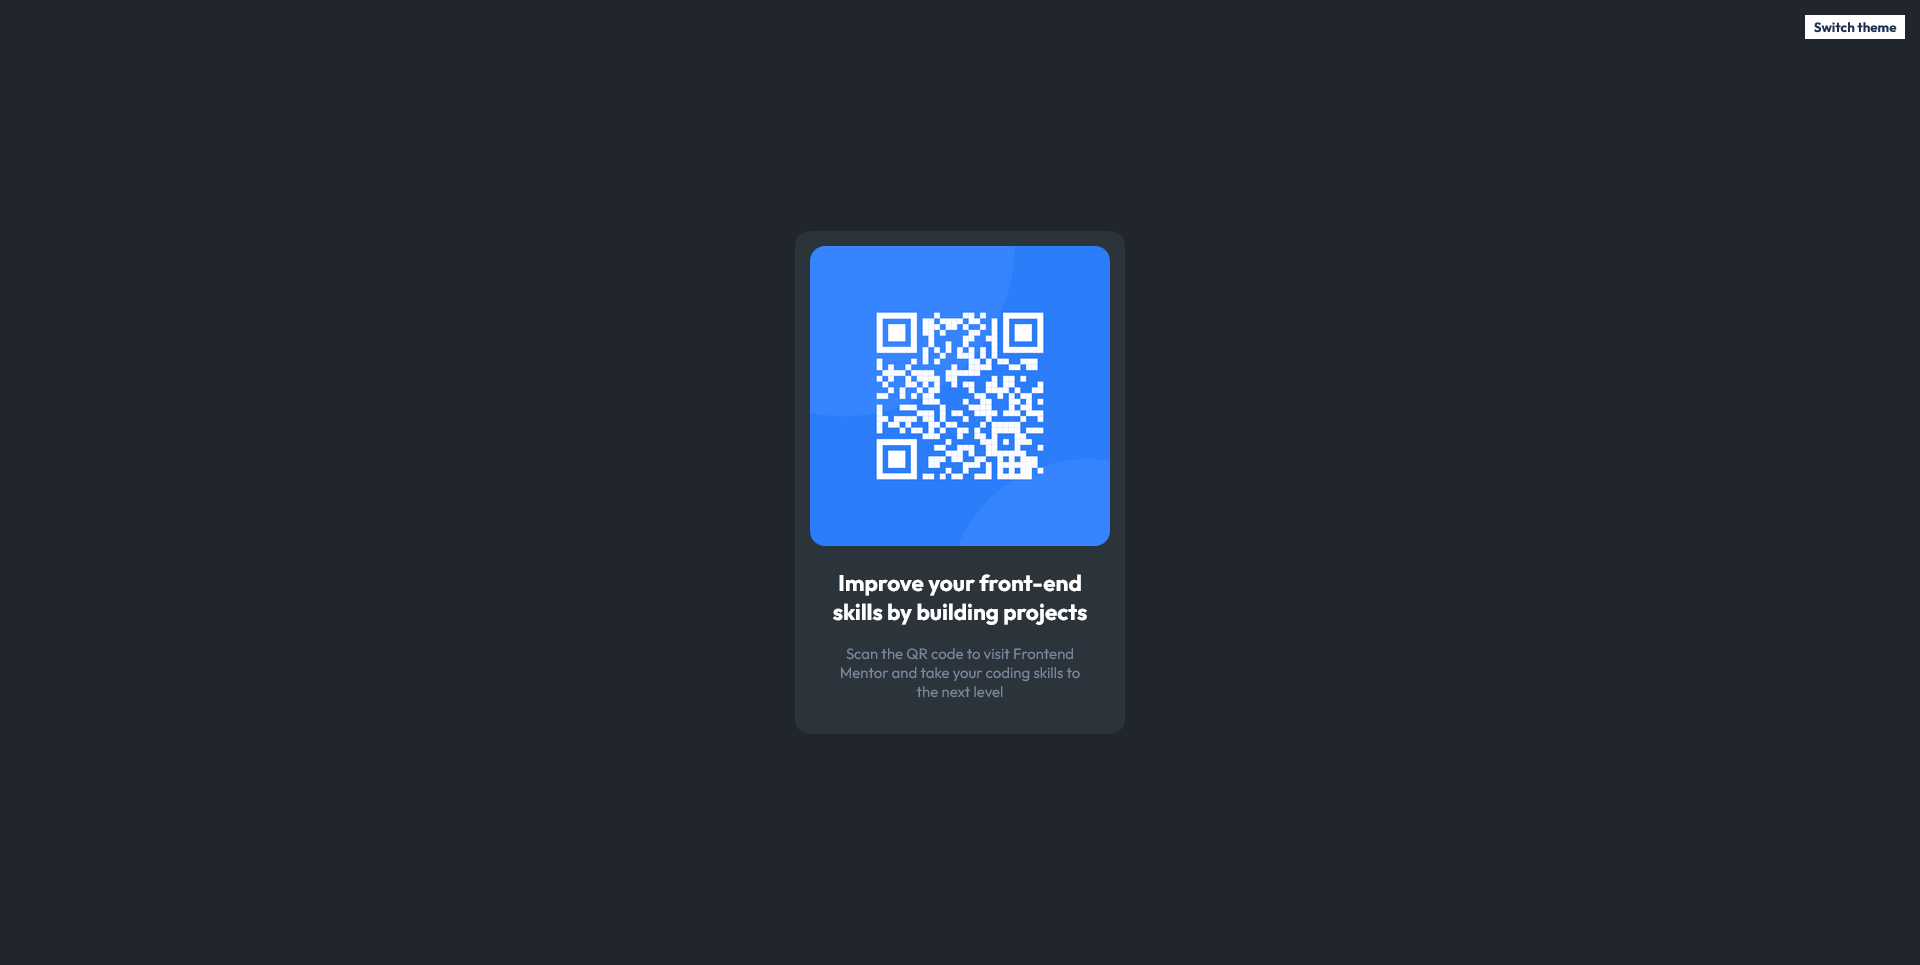 Switch theme
Improve your front-end
skills by building projects
Scan the QR code to visit Frontend
Mentor and take your coding skills to
the next level